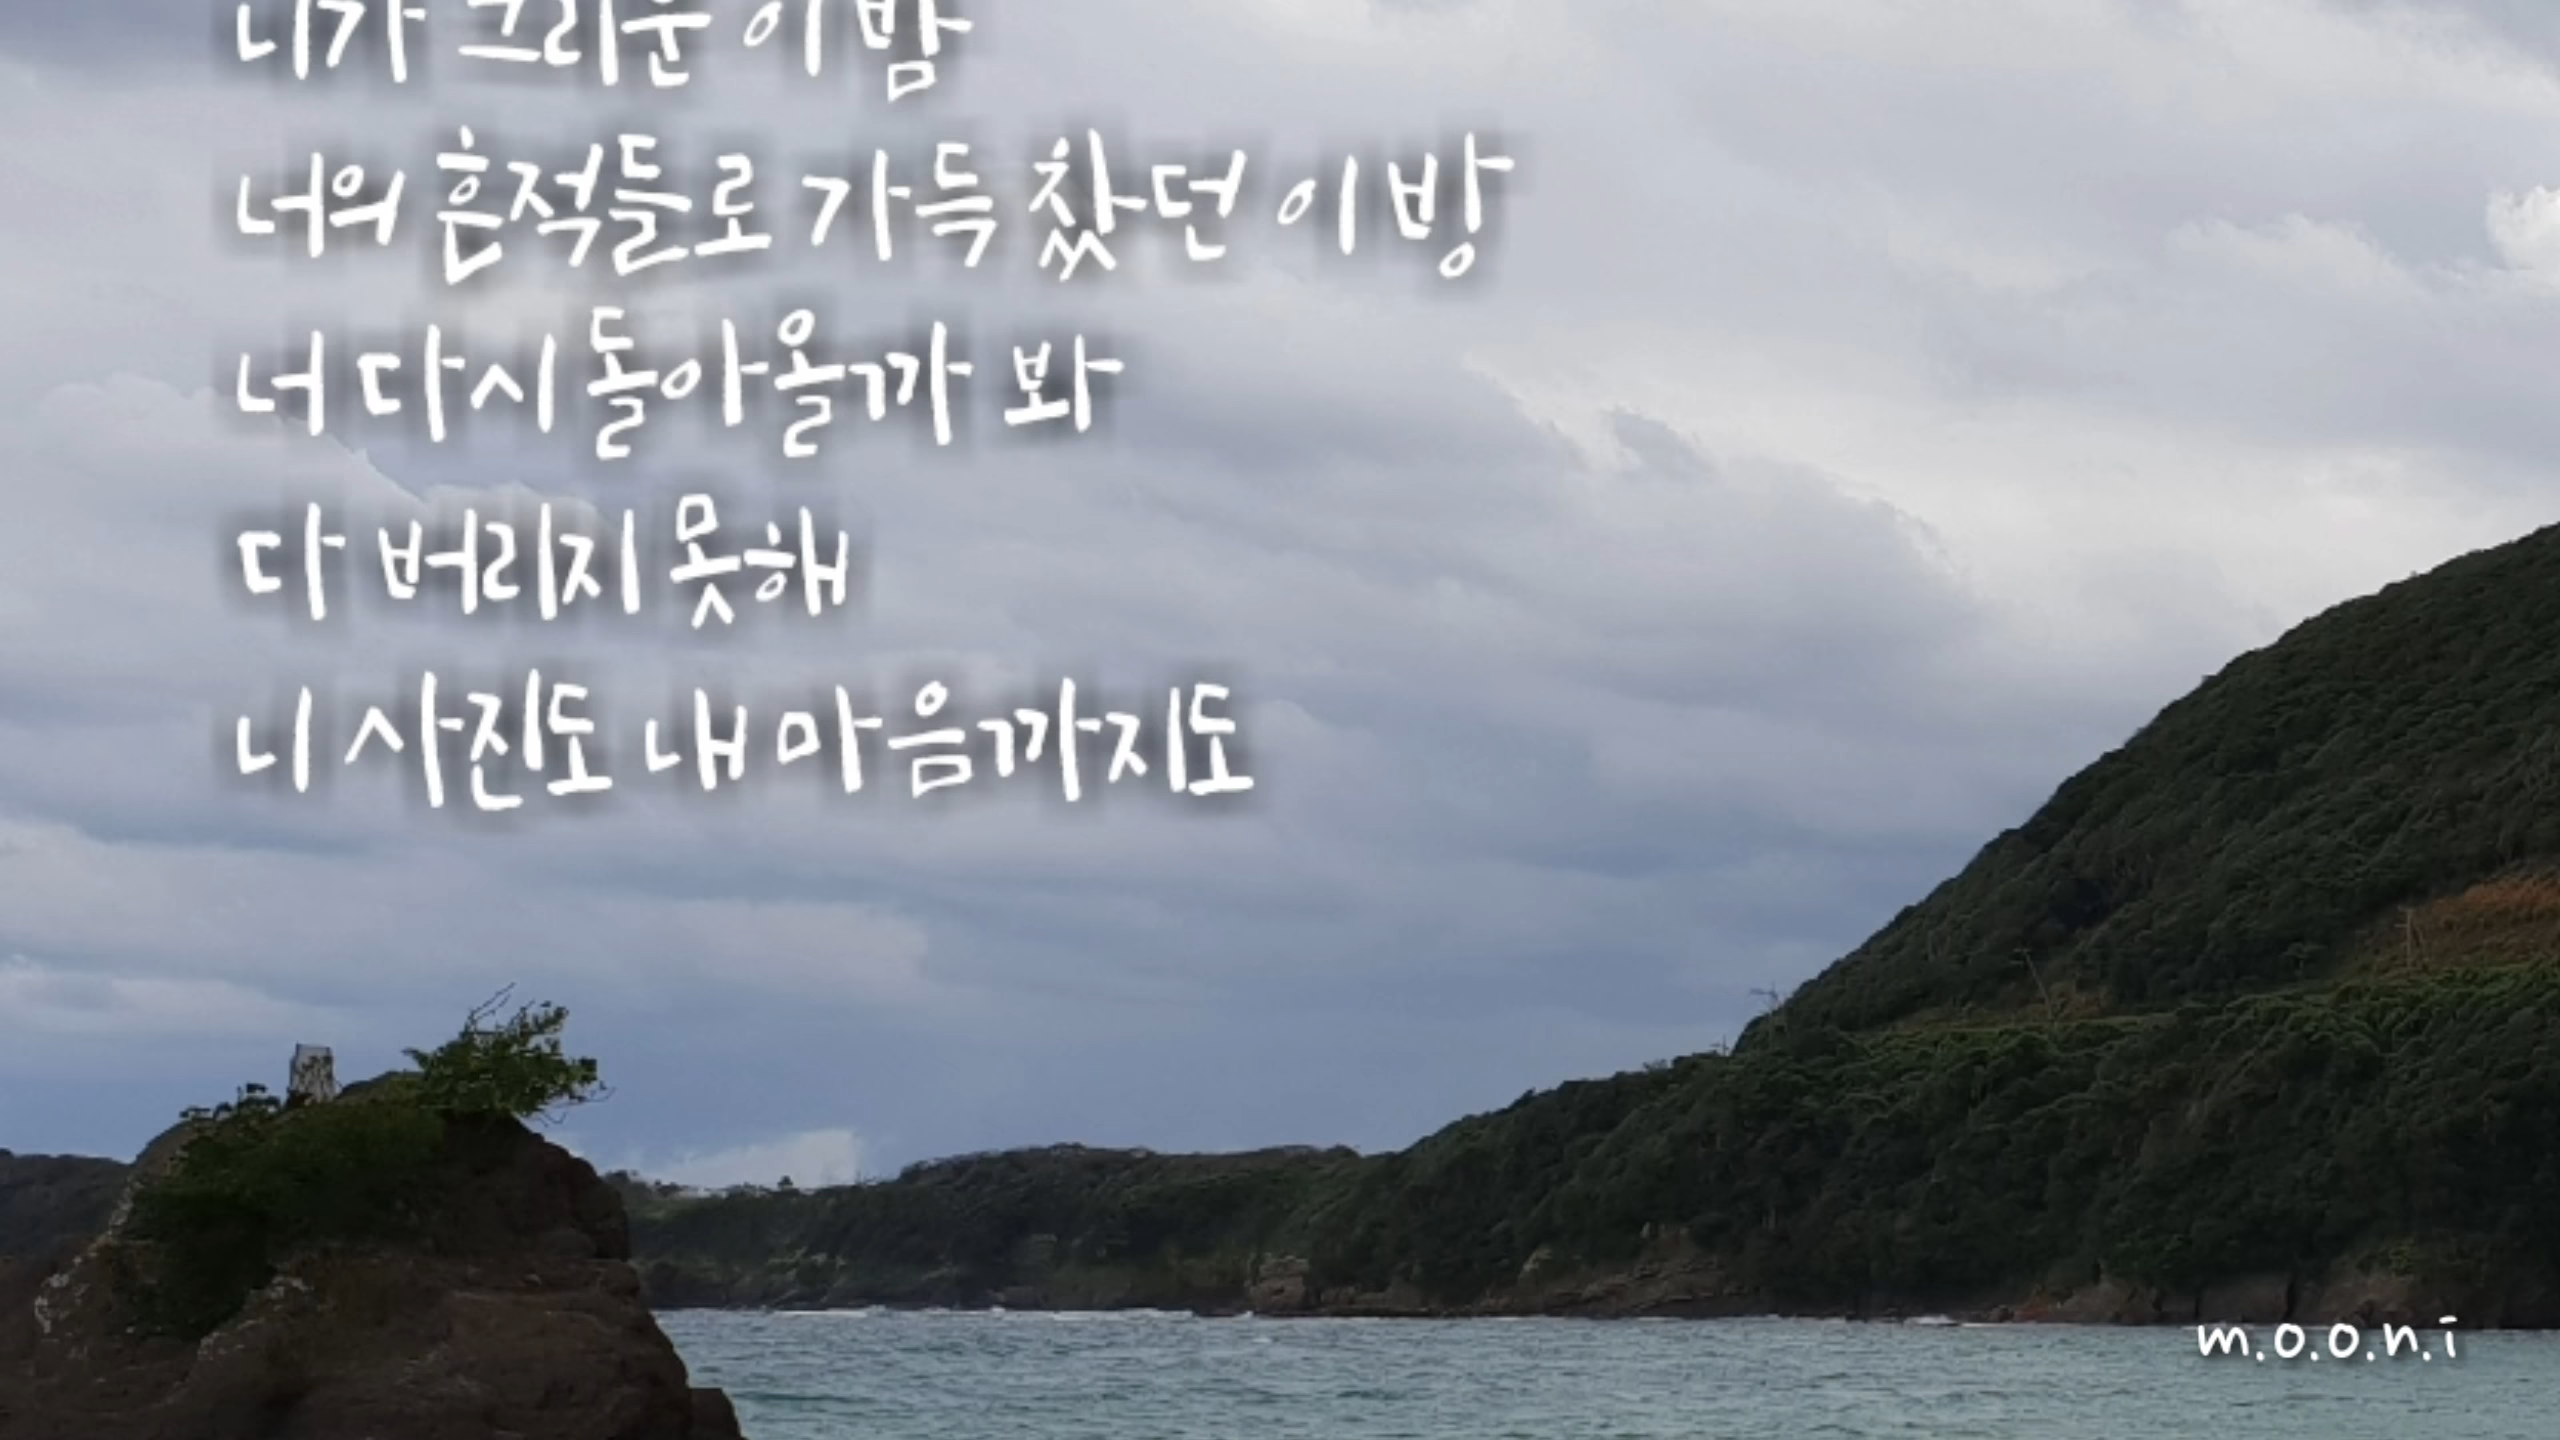 니가 그리운 이 밤
너의 흔적들로 가득 찼던 이 방
너 다시 돌아올까 봐
다 버리지 못해
니 사진도 내 마음까지도
m.o.o.n.i